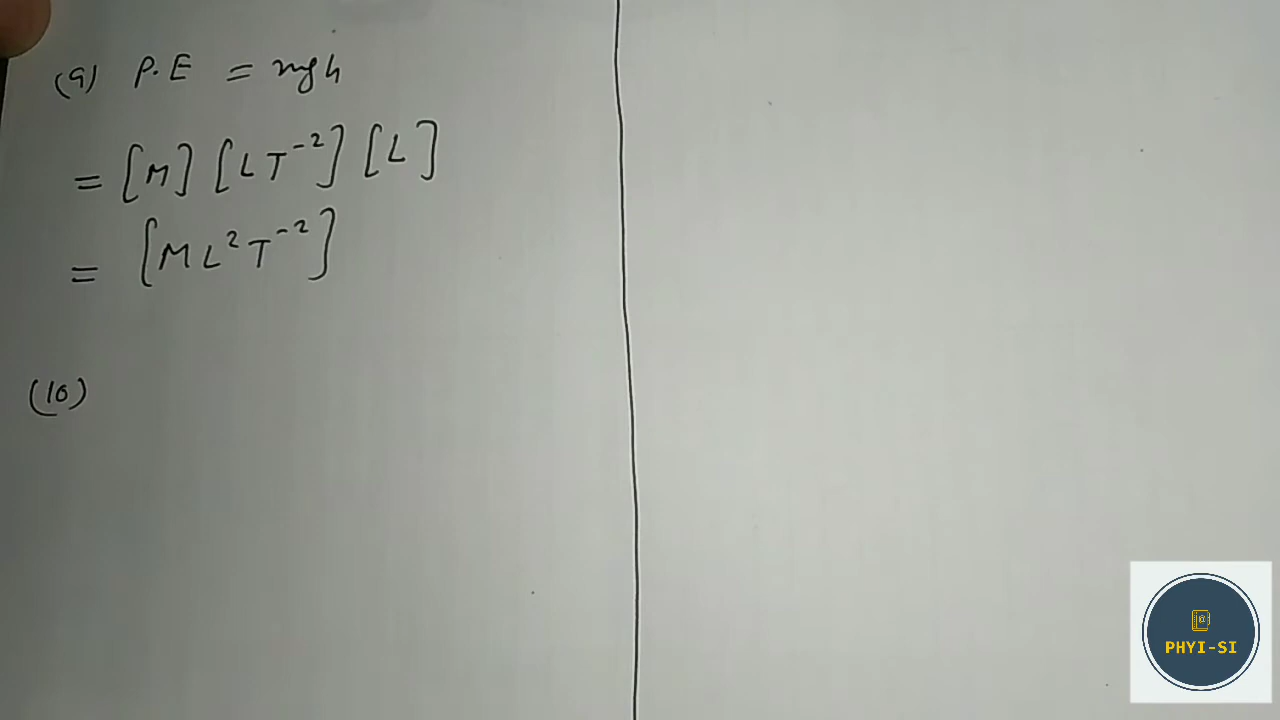 (9) P.E = mgh
= [M] [LT⁻²] [L]
= [ML²T⁻²]
(10)
PHYI-SI